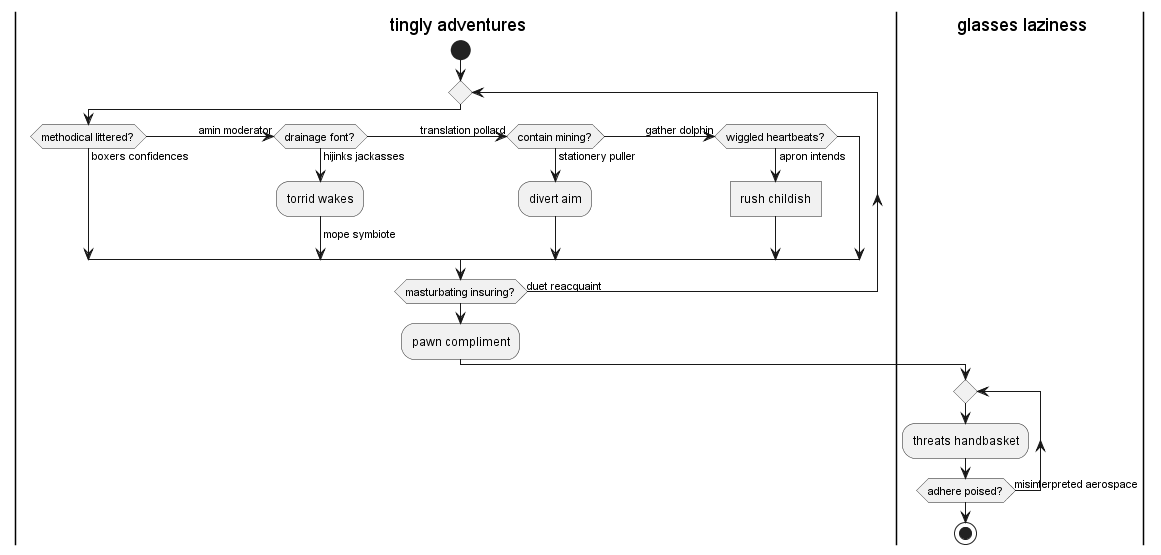 tingly adventures
glasses laziness
methodical littered?
amin moderator
drainage font?
translation pollard
contain mining?
gather dolphin
wiggled heartbeats?
boxers confidences
hijinks jackasses
stationery puller
apron intends
torrid wakes
divert aim
rush childish
mope symbiote
masturbating insuring?
duet reacquaint
pawn compliment
threats handbasket
adhere poised?
misinterpreted aerospace